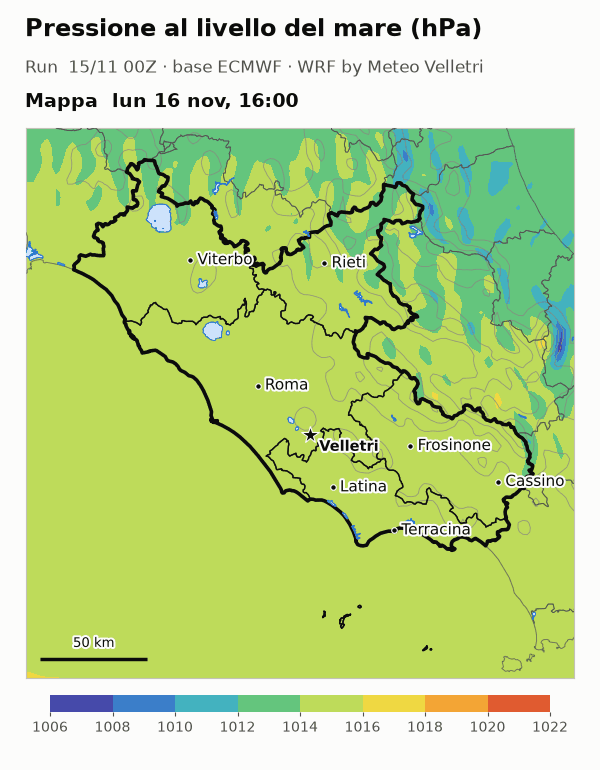 Pressione al livello del mare (hPa)
Run  15/11 00Z · base ECMWF · WRF by Meteo Velletri
Mappa  lun 16 nov, 16:00
Viterbo
Rieti
Roma
Velletri
Frosinone
Latina
Cassino
Terracina
50 km
1006 1008 1010 1012 1014 1016 1018 1020 1022